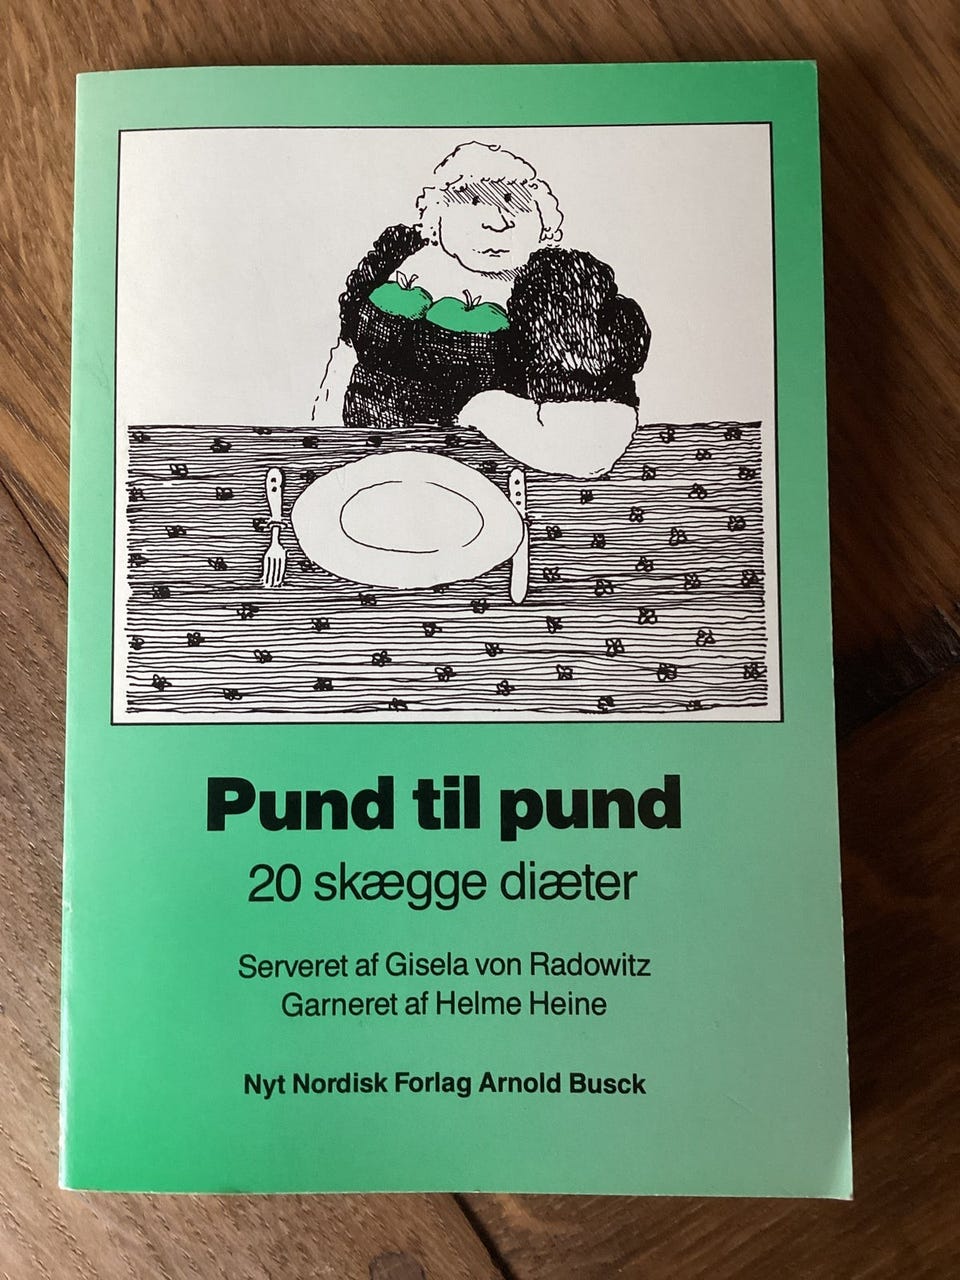 Pund til pund
20 skægge diæter
Serveret af Gisela von Radowitz
Garneret af Helme Heine
Nyt Nordisk Forlag Arnold Busck